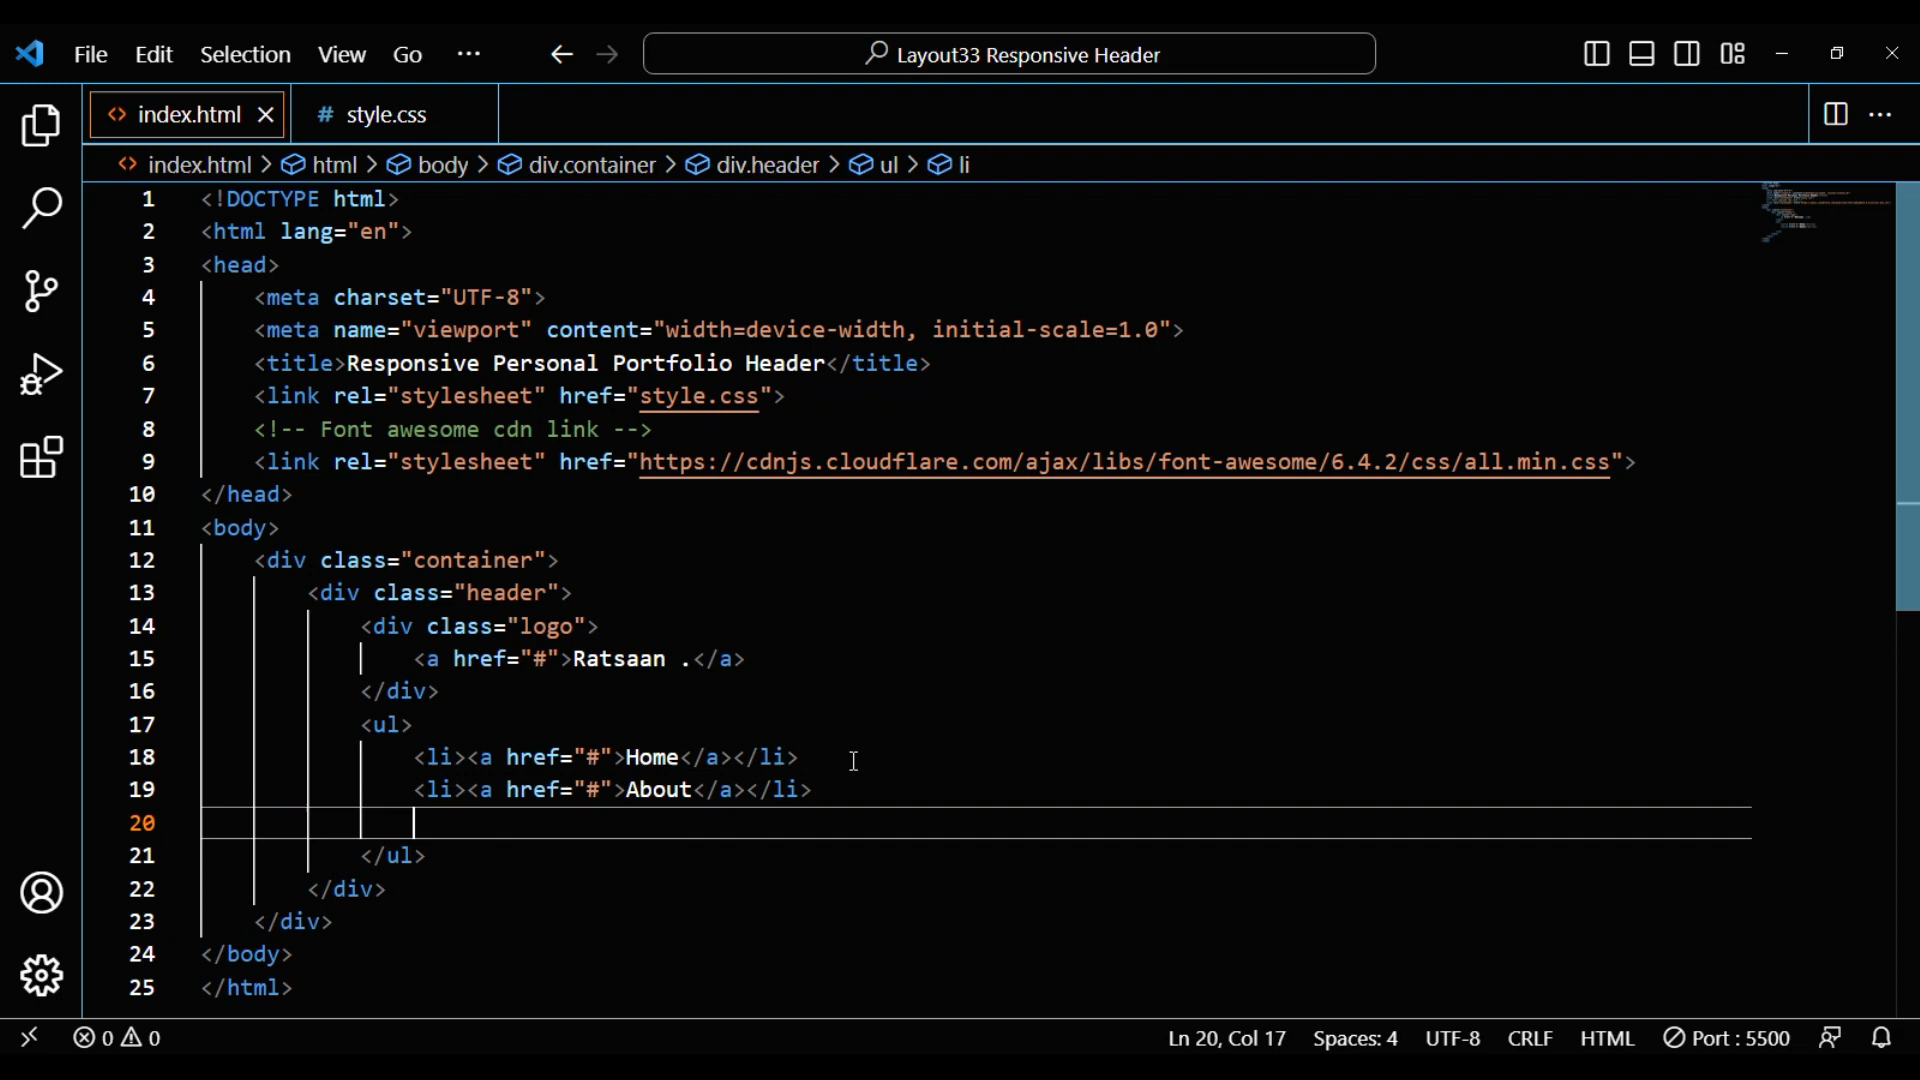 File Edit Selection View Go ··· Layout33 Responsive Header
index.html # style.css
index.html > html > body > div.container > div.header > ul > li
1 <!DOCTYPE html>
2 <html lang="en">
3 <head>
4 <meta charset="UTF-8">
5 <meta name="viewport" content="width=device-width, initial-scale=1.0">
6 <title>Responsive Personal Portfolio Header</title>
7 <link rel="stylesheet" href="style.css">
8 <!-- Font awesome cdn link -->
9 <link rel="stylesheet" href="https://cdnjs.cloudflare.com/ajax/libs/font-awesome/6.4.2/css/all.min.css">
10 </head>
11 <body>
12 <div class="container">
13 <div class="header">
14 <div class="logo">
15 <a href="#">Ratsaan .</a>
16 </div>
17 <ul>
18 <li><a href="#">Home</a></li>
19 <li><a href="#">About</a></li>
20
21 </ul>
22 </div>
23 </div>
24 </body>
25 </html>
0 0 Ln 20, Col 17 Spaces: 4 UTF-8 CRLF HTML Port : 5500